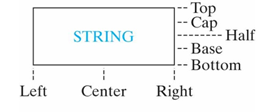 Top
Cap
STRING
Half
Base
Bottom
Left Center Right